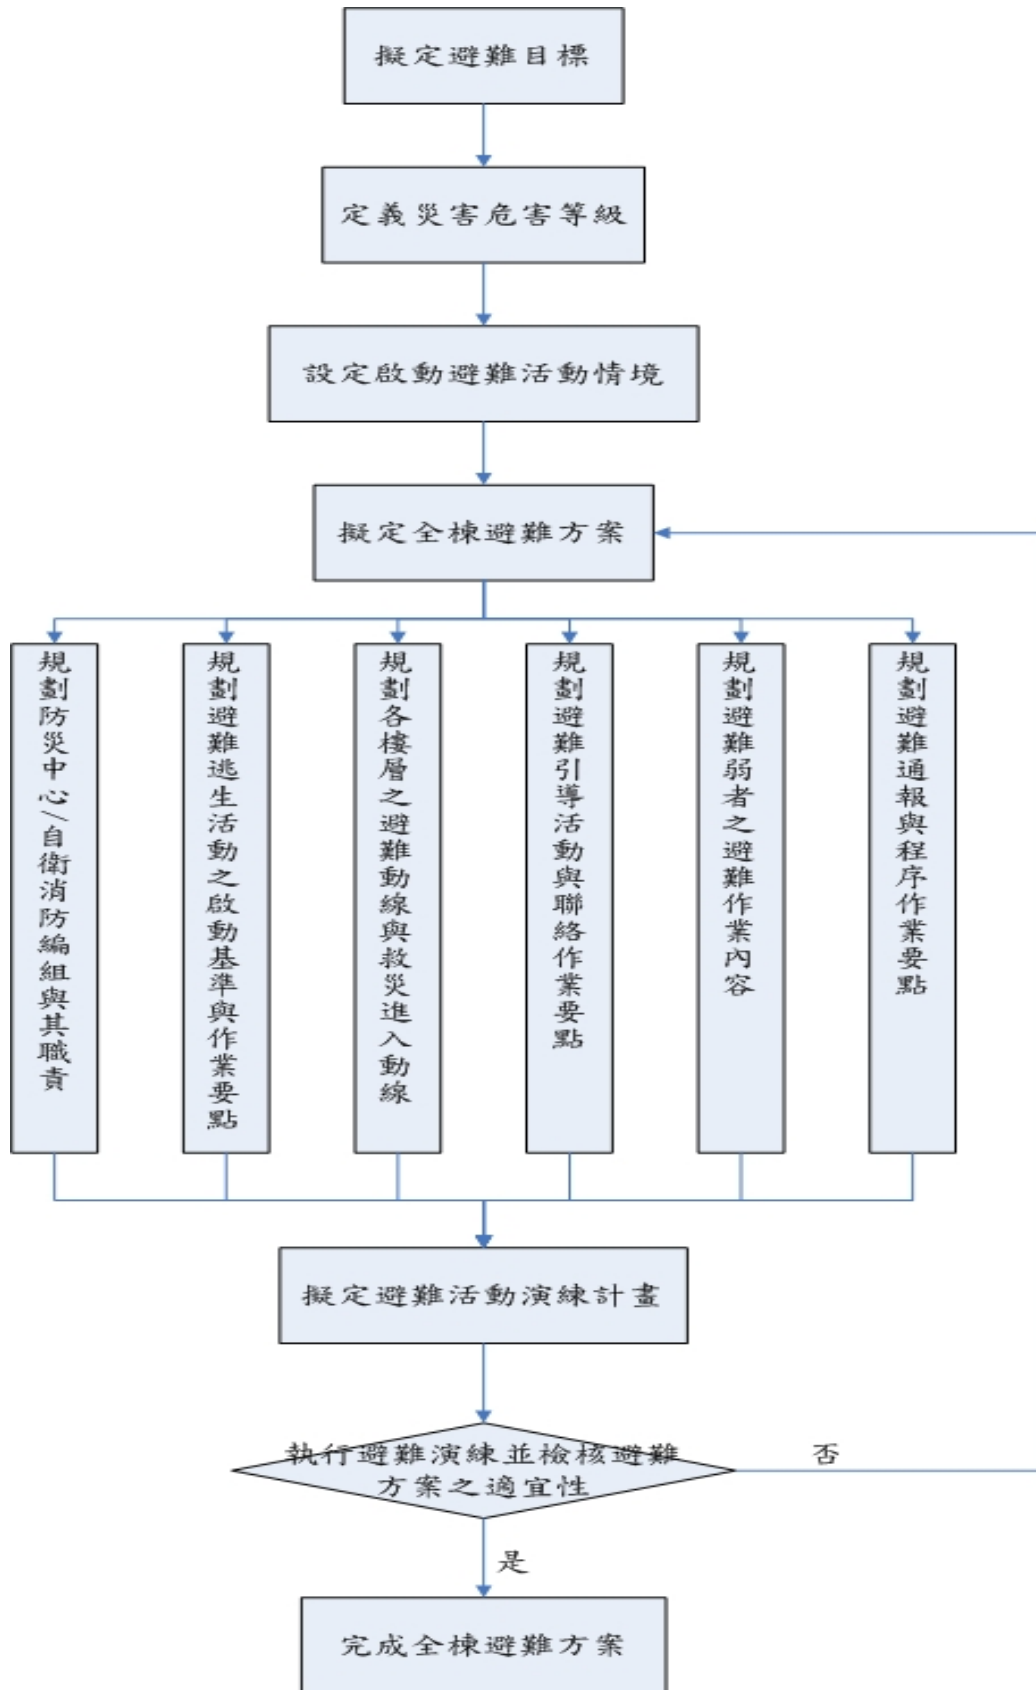 擬定避難目標
定義災害危害等級
設定啟動避難活動情境
擬定全棟避難方案
規劃防災中心/自衛消防編組與其職責
規劃避難逃生活動之啟動基準與作業要點
規劃各樓層之避難動線與救災進入動線
規劃避難引導活動與聯絡作業要點
規劃避難弱者之避難作業內容
規劃避難通報與程序作業要點
擬定避難活動演練計畫
執行避難演練並檢核避難
方案之適宜性
否
是
完成全棟避難方案